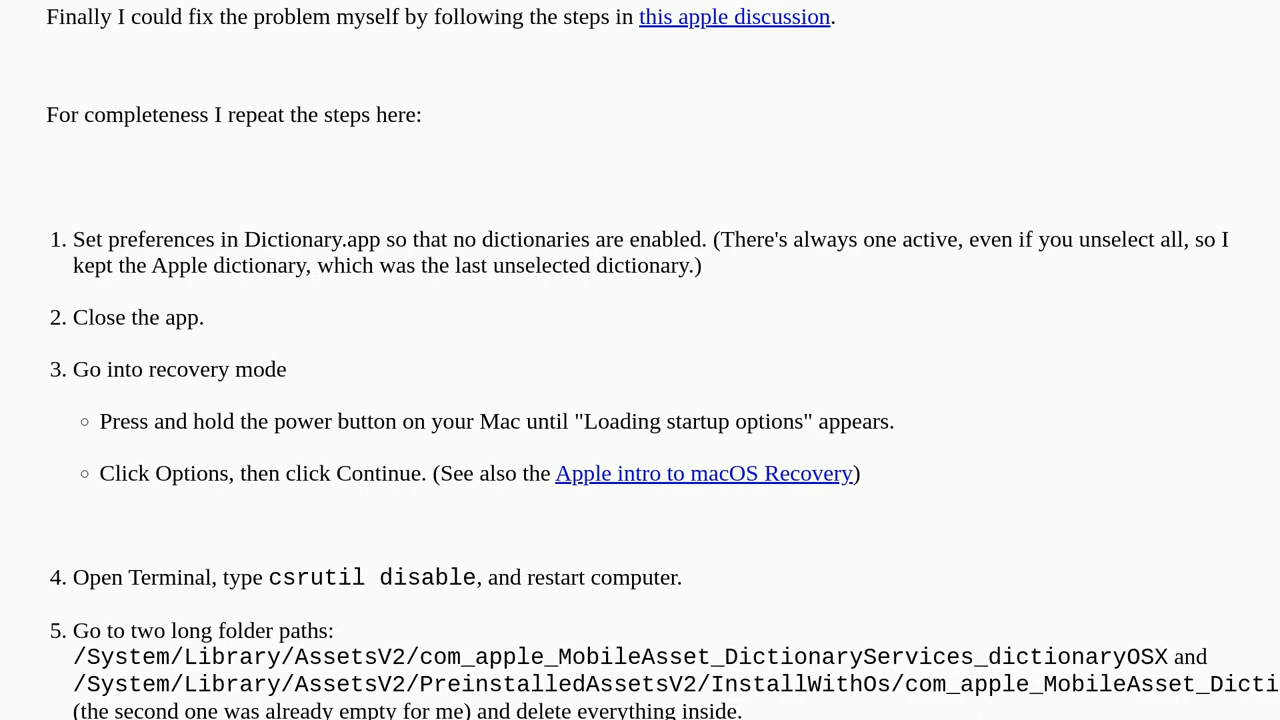 Finally I could fix the problem myself by following the steps in this apple discussion.
For completeness I repeat the steps here:
1. Set preferences in Dictionary.app so that no dictionaries are enabled. (There's always one active, even if you unselect all, so I
kept the Apple dictionary, which was the last unselected dictionary.)
2. Close the app.
3. Go into recovery mode
◦ Press and hold the power button on your Mac until "Loading startup options" appears.
◦ Click Options, then click Continue. (See also the Apple intro to macOS Recovery)
4. Open Terminal, type csrutil disable, and restart computer.
5. Go to two long folder paths:
/System/Library/AssetsV2/com_apple_MobileAsset_DictionaryServices_dictionaryOSX and
/System/Library/AssetsV2/PreinstalledAssetsV2/InstallWithOs/com_apple_MobileAsset_Dicti
(the second one was already empty for me) and delete everything inside.